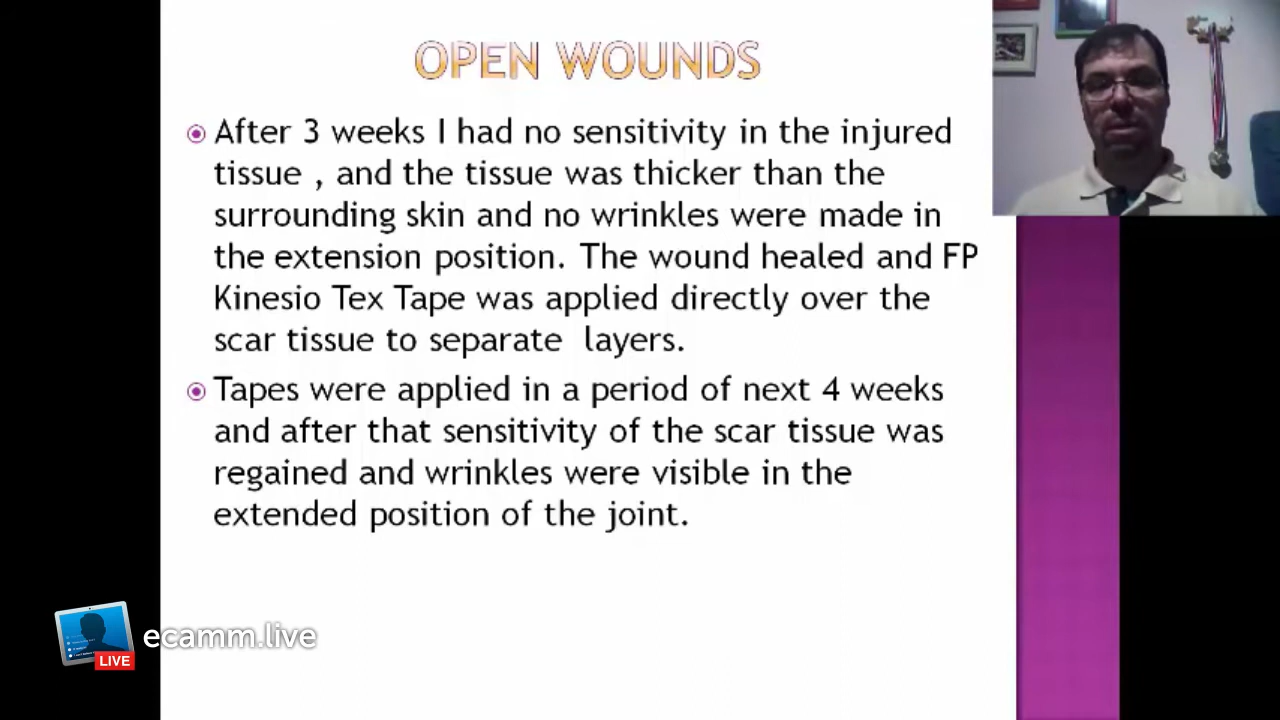 OPEN WOUNDS
After 3 weeks I had no sensitivity in the injured
tissue , and the tissue was thicker than the
surrounding skin and no wrinkles were made in
the extension position. The wound healed and FP
Kinesio Tex Tape was applied directly over the
scar tissue to separate  layers.
Tapes were applied in a period of next 4 weeks
and after that sensitivity of the scar tissue was
regained and wrinkles were visible in the
extended position of the joint.
ecamm.live
LIVE